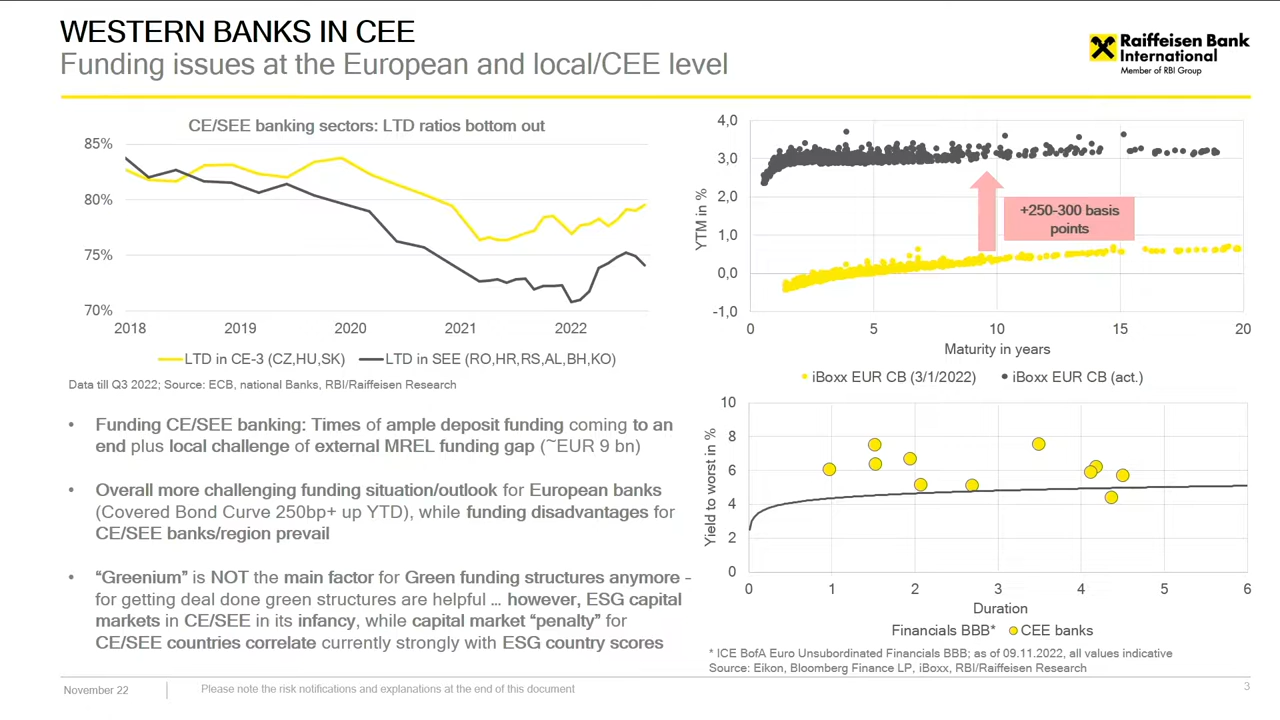 WESTERN BANKS IN CEE
Funding issues at the European and local/CEE level
Raiffeisen Bank
International
Member of RBI Group
CE/SEE banking sectors: LTD ratios bottom out
85%
80%
75%
70%
2018 2019 2020 2021 2022
LTD in CE-3 (CZ,HU,SK) LTD in SEE (RO,HR,RS,AL,BH,KO)
Data till Q3 2022; Source: ECB, national Banks, RBI/Raiffeisen Research
• Funding CE/SEE banking: Times of ample deposit funding coming to an
end plus local challenge of external MREL funding gap (~EUR 9 bn)
• Overall more challenging funding situation/outlook for European banks
(Covered Bond Curve 250bp+ up YTD), while funding disadvantages for
CE/SEE banks/region prevail
• “Greenium” is NOT the main factor for Green funding structures anymore -
for getting deal done green structures are helpful ... however, ESG capital
markets in CE/SEE in its infancy, while capital market “penalty” for
CE/SEE countries correlate currently strongly with ESG country scores
YTM in %
4,0
3,0
2,0
1,0
0,0
-1,0
+250-300 basis
points
0 5 10 15 20
Maturity in years
iBoxx EUR CB (3/1/2022) iBoxx EUR CB (act.)
Yield to worst in %
10
8
6
4
2
0
0 1 2 3 4 5 6
Duration
Financials BBB* CEE banks
* ICE BofA Euro Unsubordinated Financials BBB; as of 09.11.2022, all values indicative
Source: Eikon, Bloomberg Finance LP, iBoxx, RBI/Raiffeisen Research
November 22 Please note the risk notifications and explanations at the end of this document 3